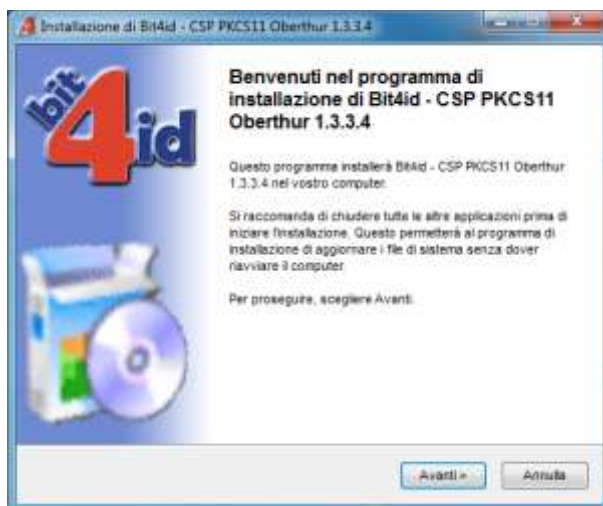 Installazione di Bit4id - CSP PKCS11 Oberthur 1.3.3.4
bit
4
id
Benvenuti nel programma di
installazione di Bit4id - CSP PKCS11
Oberthur 1.3.3.4
Questo programma installerà Bit4id - CSP PKCS11 Oberthur
1.3.3.4 nel vostro computer.
Si raccomanda di chiudere tutte le altre applicazioni prima di
iniziare l'installazione. Questo permetterà al programma di
installazione di aggiornare i file di sistema senza dover
riavviare il computer.
Per proseguire, scegliere Avanti.
Avanti >
Annulla